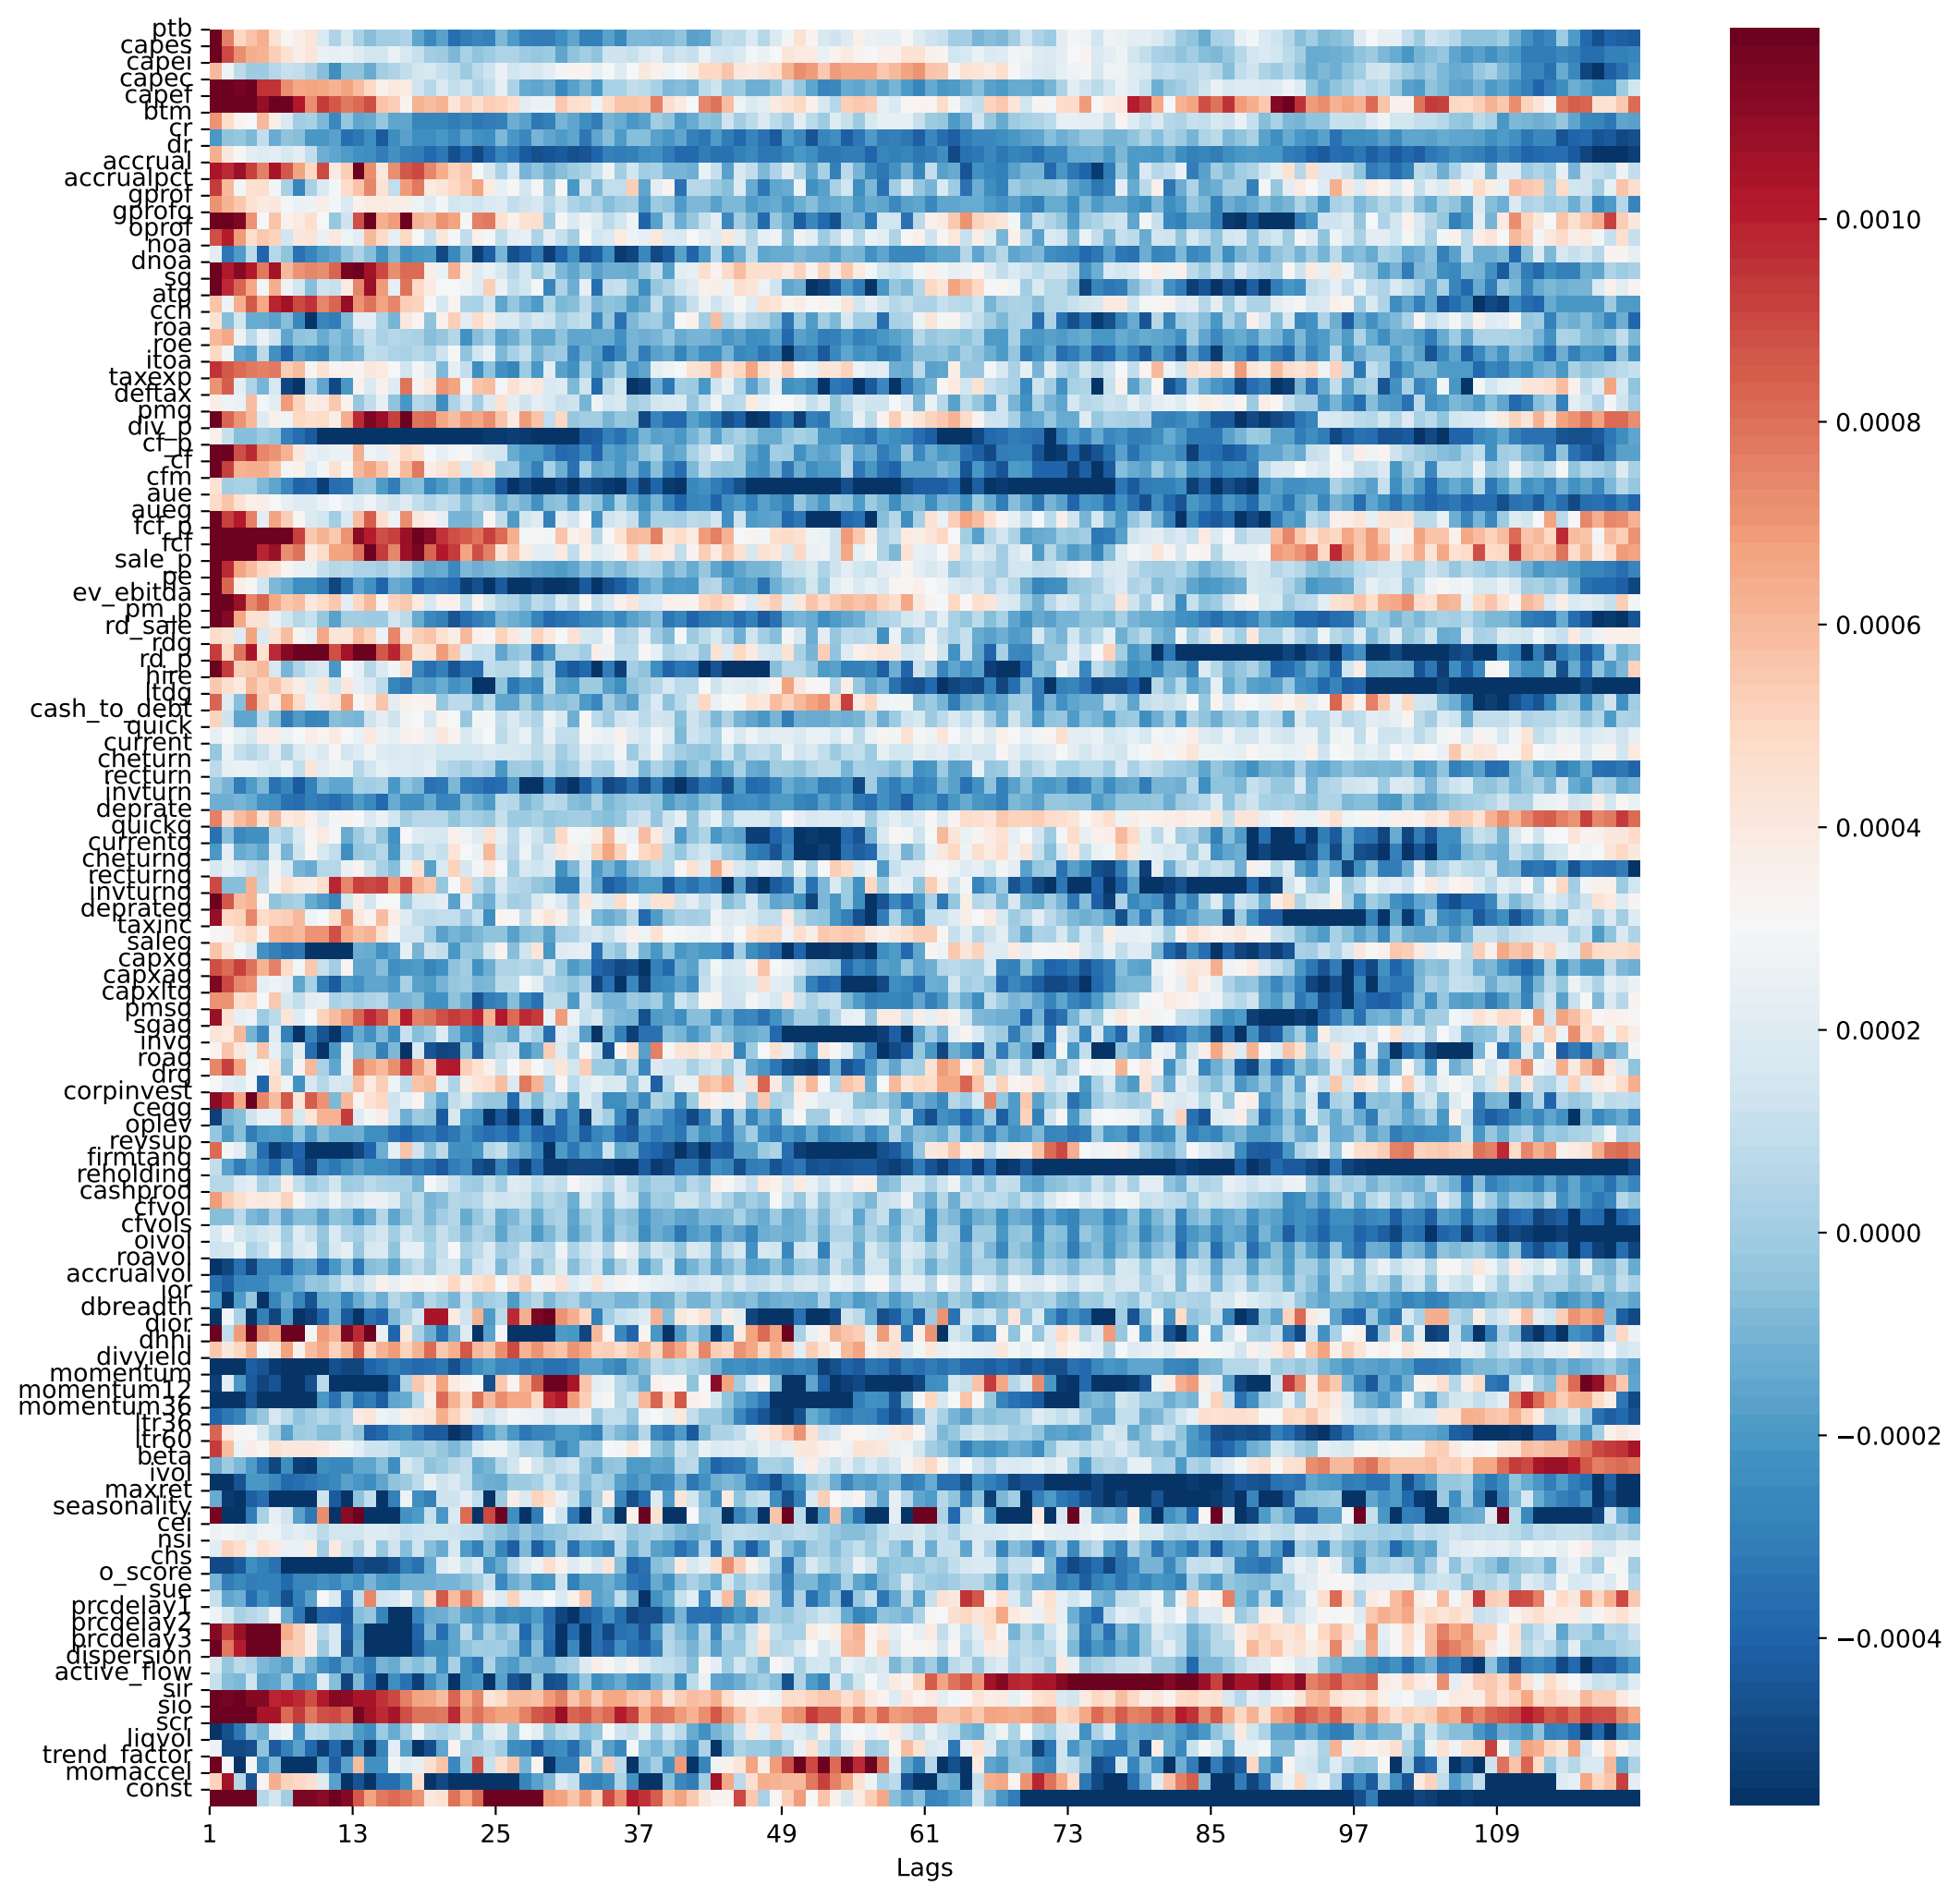 ptb
capes
capei
capec
capef
btm
cr
dr
accrual
accrualpct
gprof
gprofg
oprof
noa
dnoa
sg
atg
cch
roa
roe
itoa
taxexp
deftax
pmg
div_p
cf_p
cf
cfm
aue
aueg
fcf_p
fcf
sale_p
pe
ev_ebitda
pm_p
rd_sale
rdg
rd_p
hire
ltdg
cash_to_debt
quick
current
cheturn
recturn
invturn
deprate
quickg
currentg
cheturng
recturng
invturng
deprateg
taxinc
saleg
capxg
capxag
capxitg
pmsg
sgag
invg
roag
drg
corpinvest
ceqg
oplev
revsup
firmtang
reholding
cashprod
cfvol
cfvols
oivol
roavol
accrualvol
ior
dbreadth
dior
dhhi
divyield
momentum
momentum12
momentum36
ltr36
ltr60
beta
ivol
maxret
seasonality
cei
nsi
chs
o_score
sue
prcdelay1
prcdelay2
prcdelay3
dispersion
active_flow
sir
sio
scr
liqvol
trend_factor
momaccel
const
1 13 25 37 49 61 73 85 97 109
Lags
0.0010
0.0008
0.0006
0.0004
0.0002
0.0000
−0.0002
−0.0004